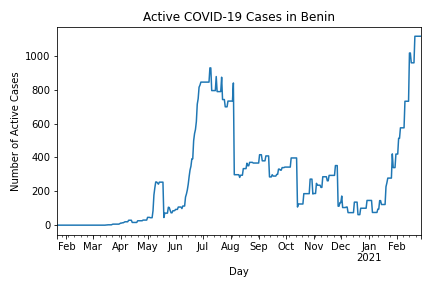 Active COVID-19 Cases in Benin
Number of Active Cases
1000
800
600
400
200
0
Feb Mar Apr May Jun Jul Aug Sep Oct Nov Dec Jan Feb
2021
Day